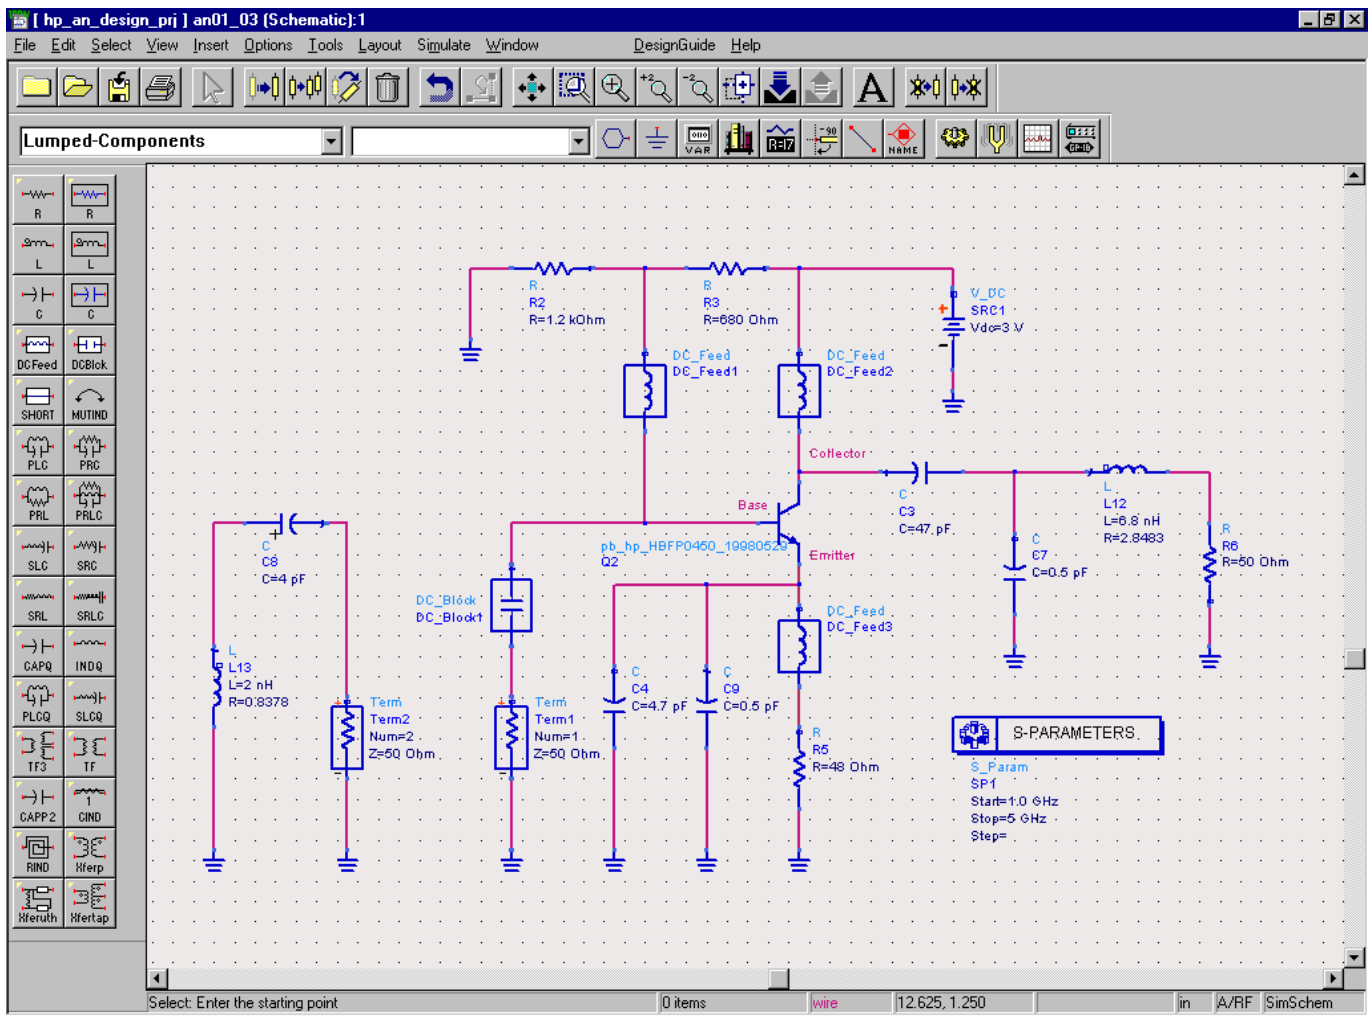 [ hp_an_design_prj ] an01_03 (Schematic):1
File Edit Select View Insert Options Tools Layout Simulate Window DesignGuide Help
A
Lumped-Components
VAR
R=17
-90
NAME
GP-IB
R R
L L
C C
DCFeed DCBlck
SHORT MUTIND
PLC PRC
PRL PRLC
SLC SRC
SRL SRLC
CAPQ INDQ
PLCQ SLCQ
TF3 TF
CAPP2 CIND
RIND Xferp
Xferuth Xfertap
R
R2
R=1.2 kOhm
R
R3
R=680 Ohm
V_DC
SRC1
Vdc=3 V
DC_Feed
DC_Feed1
DC_Feed
DC_Feed2
Collector
Base
Emitter
pb_hp_HBFP0450_19980529
Q2
C
C3
C=47 pF
L
L12
L=6.8 nH
R=2.8483
C
C7
C=0.5 pF
R
R6
R=50 Ohm
C
C8
C=4 pF
DC_Block
DC_Block1
DC_Feed
DC_Feed3
L
L13
L=2 nH
R=0.8378
Term
Term2
Num=2
Z=50 Ohm
Term
Term1
Num=1
Z=50 Ohm
C
C4
C=4.7 pF
C
C9
C=0.5 pF
R
R5
R=48 Ohm
S-PARAMETERS
S_Param
SP1
Start=1.0 GHz
Stop=5 GHz
Step=
Select: Enter the starting point 0 items wire 12.625, 1.250 in A/RF SimSchem